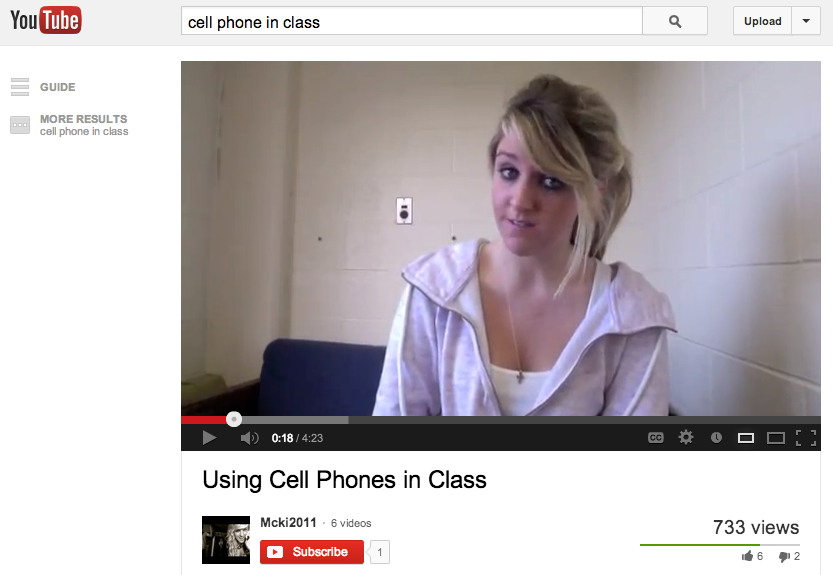 YouTube
cell phone in class
Upload
GUIDE
MORE RESULTS
cell phone in class
0:18 / 4:23
CC
Using Cell Phones in Class
Mcki2011 · 6 videos
Subscribe 1
733 views
6 2